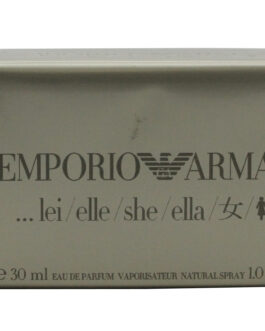 EMPORIO ARMA
... lei/elle/she/ella/女/
e 30 ml EAU DE PARFUM VAPORISATEUR NATURAL SPRAY 1.0